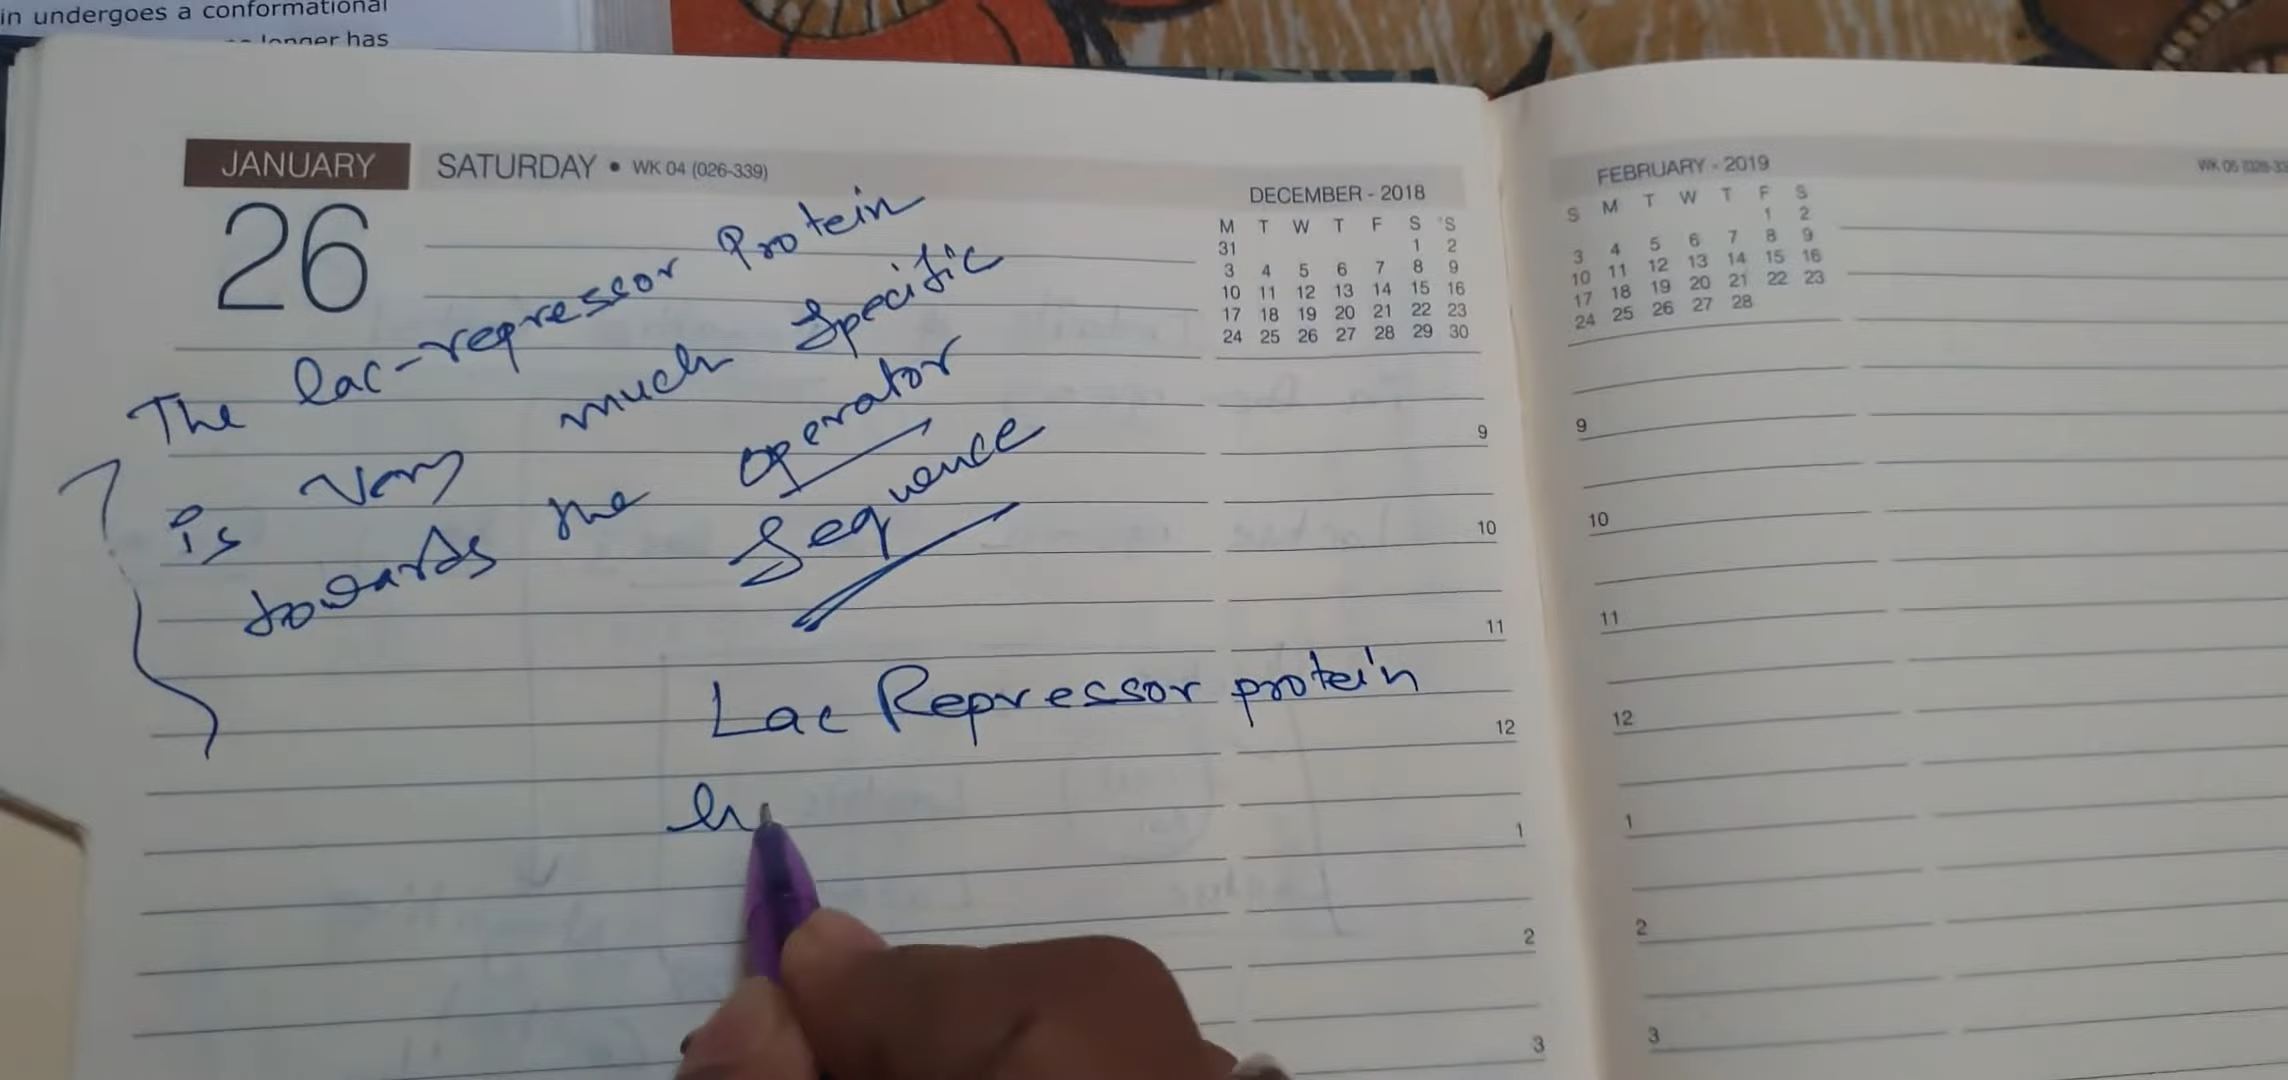 in undergoes a conformational
longer has
JANUARY
26
SATURDAY • WK 04 (026-339)
DECEMBER - 2018
M T W T F S S
31 1 2
3 4 5 6 7 8 9
10 11 12 13 14 15 16
17 18 19 20 21 22 23
24 25 26 27 28 29 30
The lac-repressor Protein
is very much Specific
towards the operator
Sequence
Lac Repressor protein
9
10
11
12
1
2
3
FEBRUARY - 2019
S M T W T F S
1 2
3 4 5 6 7 8 9
10 11 12 13 14 15 16
17 18 19 20 21 22 23
24 25 26 27 28
9
10
11
12
1
2
3